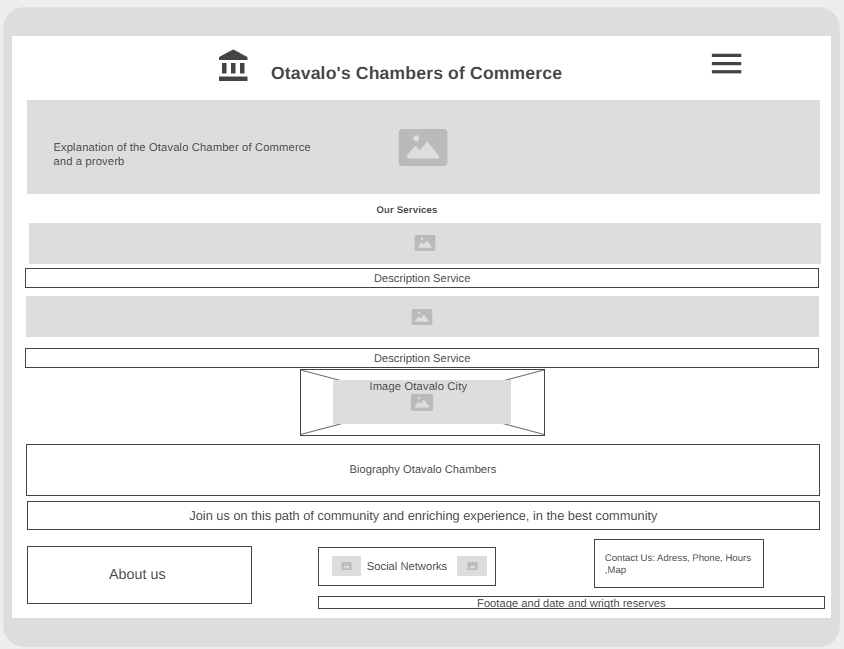 Otavalo's Chambers of Commerce
Explanation of the Otavalo Chamber of Commerce
and a proverb
Our Services
Description Service
Description Service
Image Otavalo City
Biography Otavalo Chambers
Join us on this path of community and enriching experience, in the best community
About us
Social Networks
Contact Us: Adress, Phone, Hours
,Map
Footage and date and wrigth reserves